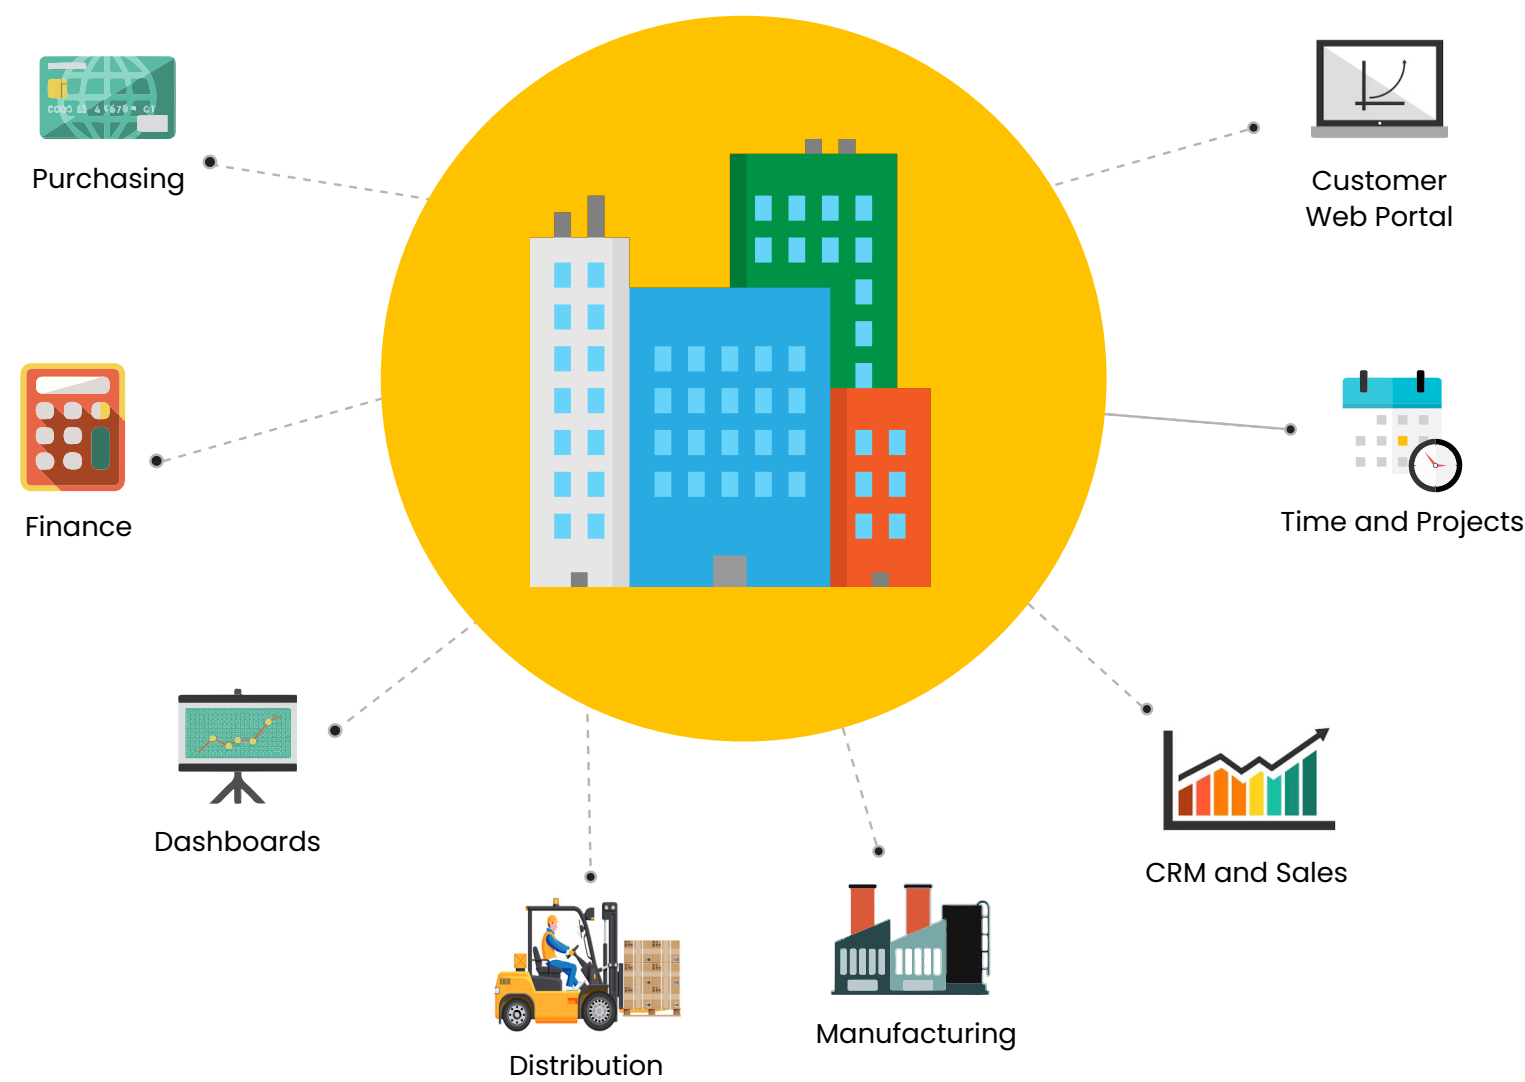 Purchasing
Customer
Web Portal
Finance
Time and Projects
Dashboards
CRM and Sales
Manufacturing
Distribution